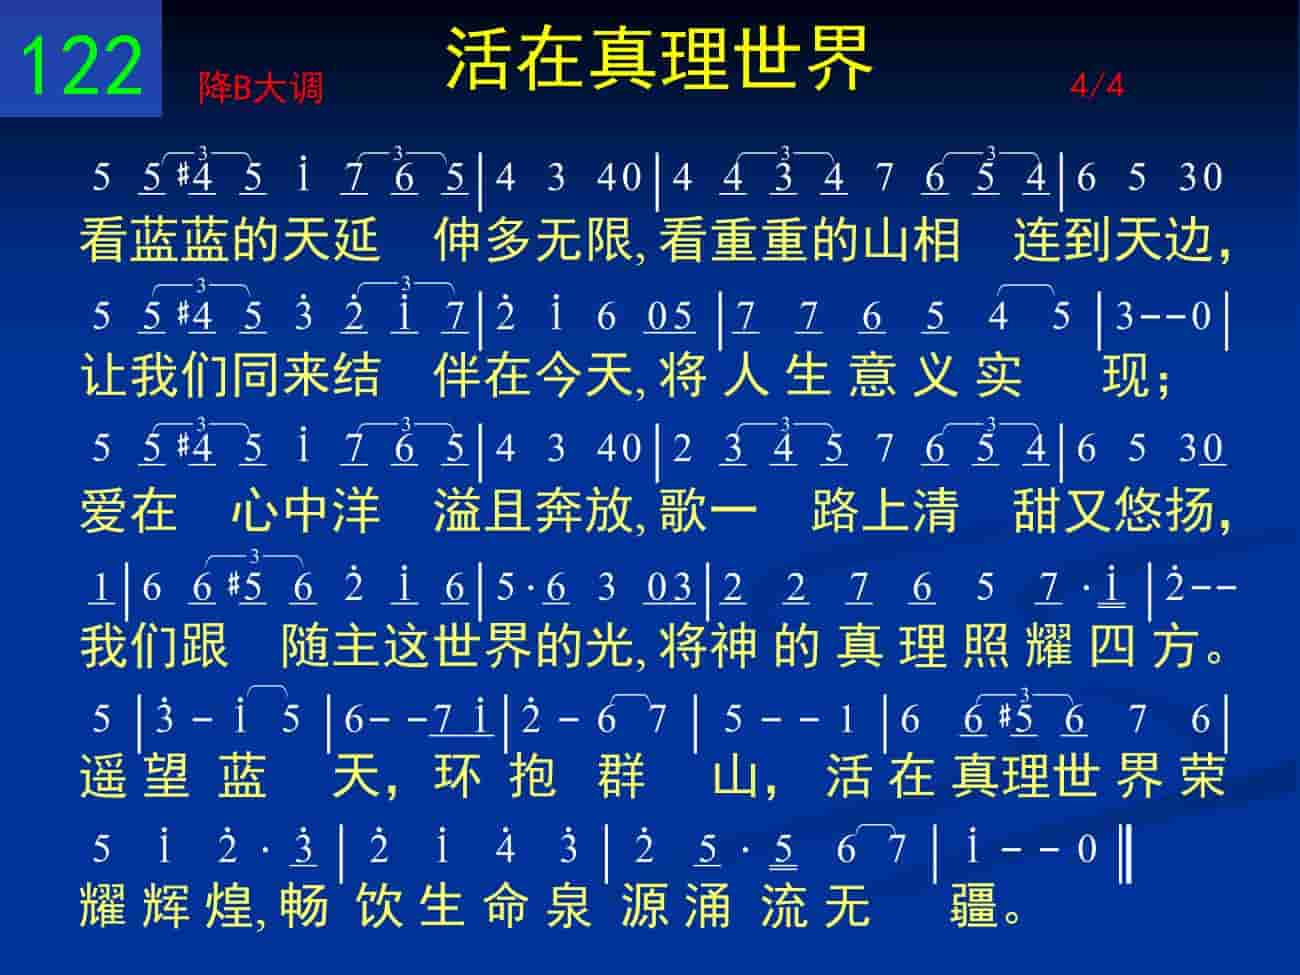 122 降B大调 活在真理世界 4/4
5 5 #4 5 i 7 6 5 | 4 3 4 0 | 4 4 3 4 7 6 5 4 | 6 5 3 0
看蓝蓝的天延 伸多无限, 看重重的山相 连到天边,
5 5 #4 5 3 2 i 7 | 2 i 6 0 5 | 7 7 6 5 4 5 | 3 - - 0 |
让我们同来结 伴在今天, 将人生意义实 现;
5 5 #4 5 i 7 6 5 | 4 3 4 0 | 2 3 4 5 7 6 5 4 | 6 5 3 0
爱在 心中洋 溢且奔放, 歌一 路上清 甜又悠扬,
1 | 6 6 #5 6 2 i 6 | 5 · 6 3 0 3 | 2 2 7 6 5 7 · i | 2 - -
我们跟 随主这世界的光, 将神的真理照耀四方。
5 | 3 - i 5 | 6 - - 7 i | 2 - 6 7 | 5 - - 1 | 6 6 #5 6 7 6 |
遥望蓝 天, 环抱群 山, 活在真理世界荣
5 i 2 · 3 | 2 i 4 3 | 2 5 · 5 6 7 | i - - 0 ‖
耀辉煌, 畅饮生命泉源涌流无 疆。